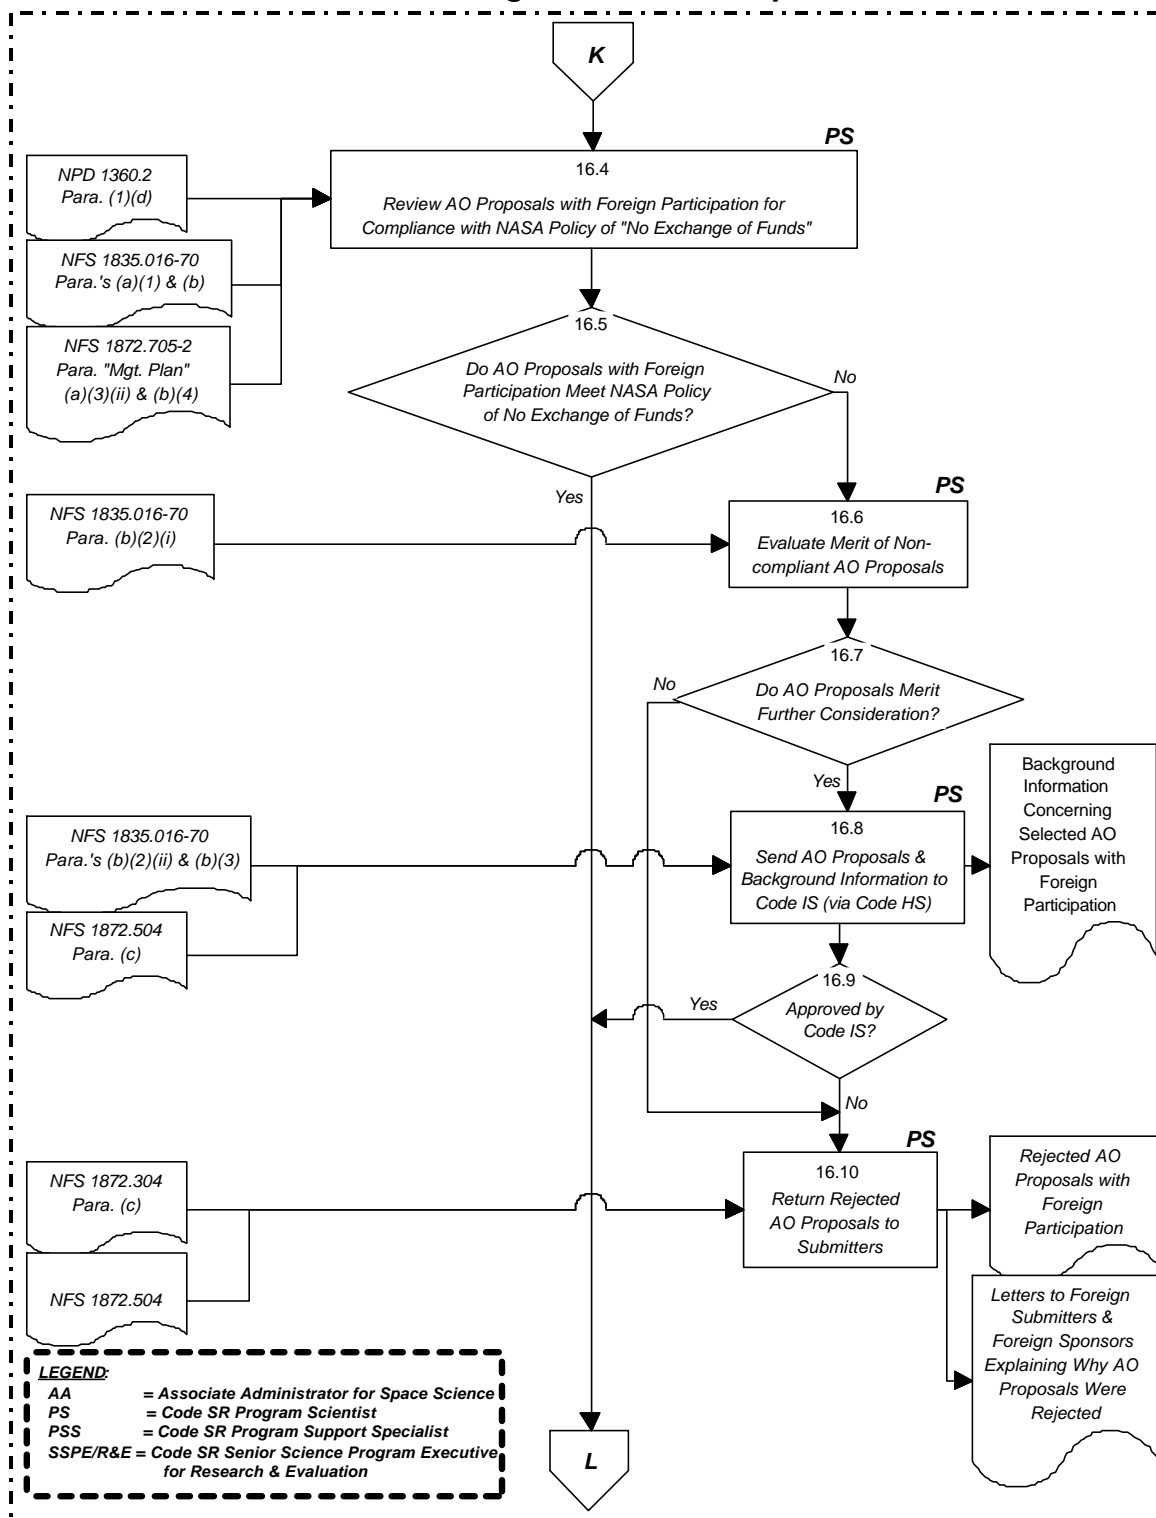 K
PS
NPD 1360.2
Para. (1)(d)
16.4
Review AO Proposals with Foreign Participation for
Compliance with NASA Policy of "No Exchange of Funds"
NFS 1835.016-70
Para.'s (a)(1) & (b)
NFS 1872.705-2
Para. "Mgt. Plan"
(a)(3)(ii) & (b)(4)
16.5
Do AO Proposals with Foreign
Participation Meet NASA Policy
of No Exchange of Funds?
No
Yes
PS
NFS 1835.016-70
Para. (b)(2)(i)
16.6
Evaluate Merit of Non-
compliant AO Proposals
16.7
Do AO Proposals Merit
Further Consideration?
No
Yes
PS
NFS 1835.016-70
Para.'s (b)(2)(ii) & (b)(3)
NFS 1872.504
Para. (c)
16.8
Send AO Proposals &
Background Information to
Code IS (via Code HS)
Background
Information
Concerning
Selected AO
Proposals with
Foreign
Participation
16.9
Approved by
Code IS?
Yes
No
PS
NFS 1872.304
Para. (c)
NFS 1872.504
16.10
Return Rejected
AO Proposals to
Submitters
Rejected AO
Proposals with
Foreign
Participation
Letters to Foreign
Submitters &
Foreign Sponsors
Explaining Why AO
Proposals Were
Rejected
LEGEND:
AA = Associate Administrator for Space Science
PS = Code SR Program Scientist
PSS = Code SR Program Support Specialist
SSPE/R&E = Code SR Senior Science Program Executive
for Research & Evaluation
L